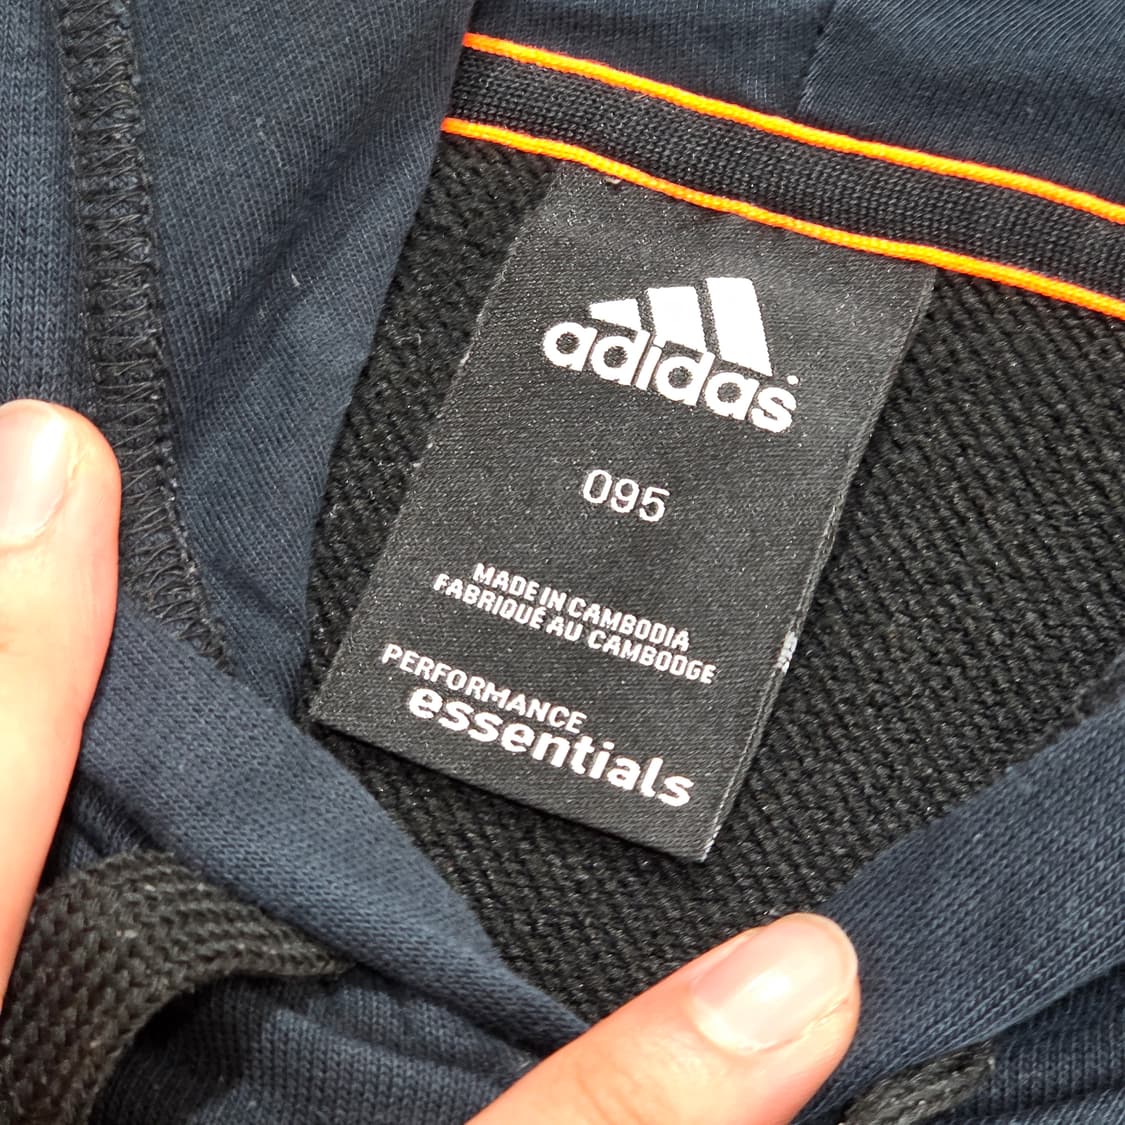 adidas
095
MADE IN CAMBODIA
FABRIQUÉ AU CAMBODGE
PERFORMANCE
essentials